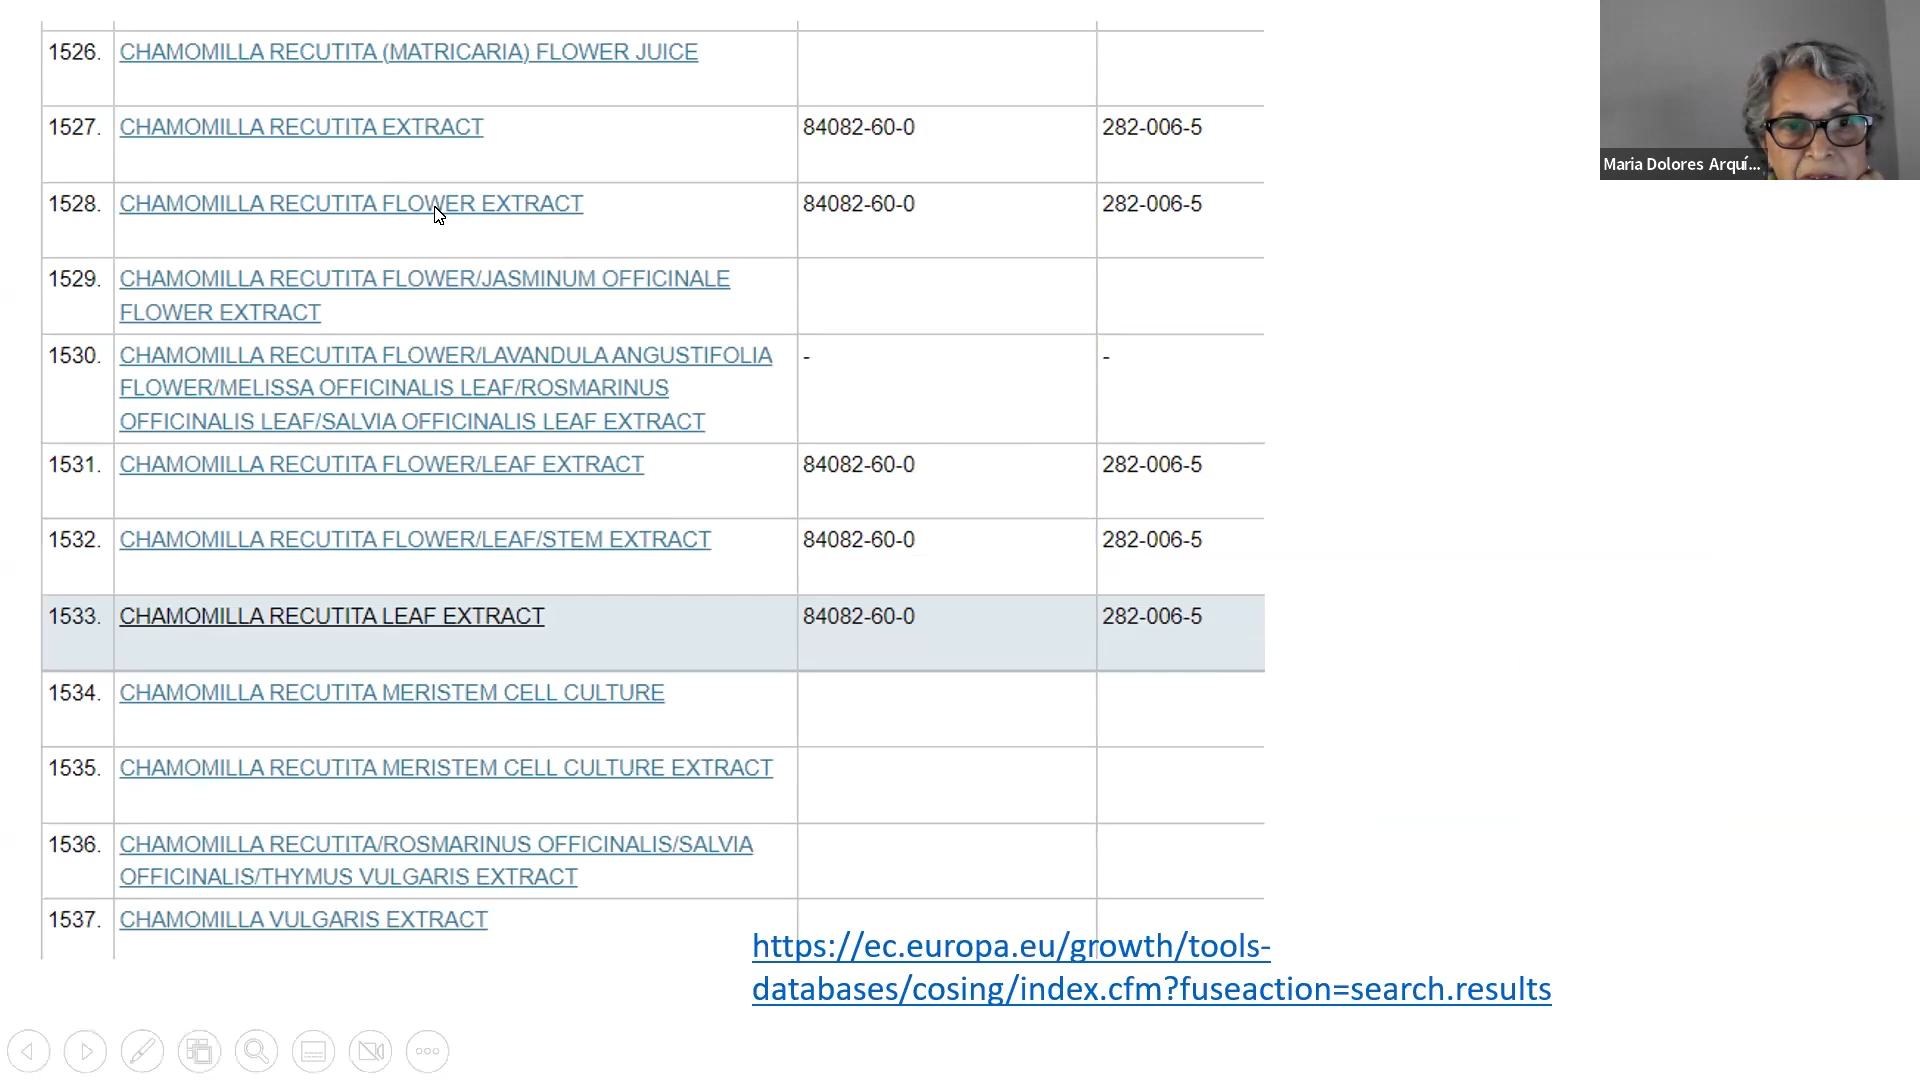 1526. CHAMOMILLA RECUTITA (MATRICARIA) FLOWER JUICE
1527. CHAMOMILLA RECUTITA EXTRACT 84082-60-0 282-006-5
1528. CHAMOMILLA RECUTITA FLOWER EXTRACT 84082-60-0 282-006-5
1529. CHAMOMILLA RECUTITA FLOWER/JASMINUM OFFICINALE
FLOWER EXTRACT
1530. CHAMOMILLA RECUTITA FLOWER/LAVANDULA ANGUSTIFOLIA - -
FLOWER/MELISSA OFFICINALIS LEAF/ROSMARINUS
OFFICINALIS LEAF/SALVIA OFFICINALIS LEAF EXTRACT
1531. CHAMOMILLA RECUTITA FLOWER/LEAF EXTRACT 84082-60-0 282-006-5
1532. CHAMOMILLA RECUTITA FLOWER/LEAF/STEM EXTRACT 84082-60-0 282-006-5
1533. CHAMOMILLA RECUTITA LEAF EXTRACT 84082-60-0 282-006-5
1534. CHAMOMILLA RECUTITA MERISTEM CELL CULTURE
1535. CHAMOMILLA RECUTITA MERISTEM CELL CULTURE EXTRACT
1536. CHAMOMILLA RECUTITA/ROSMARINUS OFFICINALIS/SALVIA
OFFICINALIS/THYMUS VULGARIS EXTRACT
1537. CHAMOMILLA VULGARIS EXTRACT
https://ec.europa.eu/growth/tools-
databases/cosing/index.cfm?fuseaction=search.results
Maria Dolores Arquí...